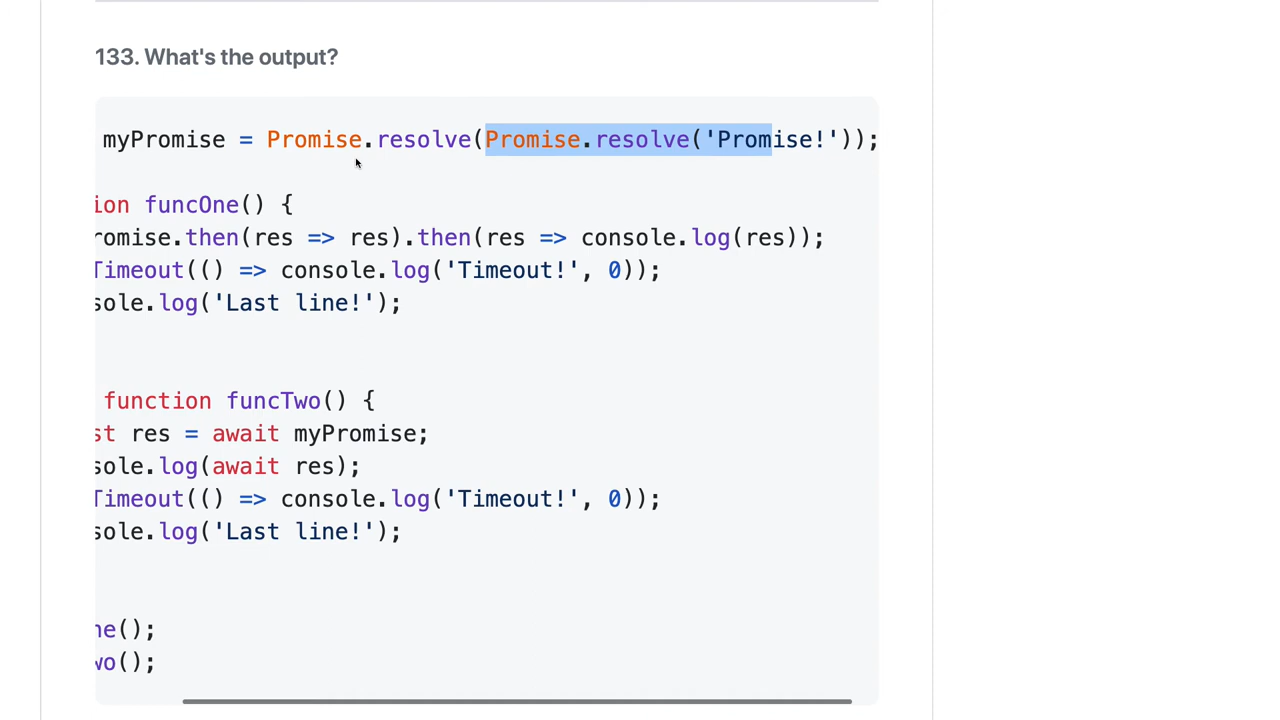 133. What's the output?
myPromise = Promise.resolve(Promise.resolve('Promise!'));
ion funcOne() {
romise.then(res => res).then(res => console.log(res));
Timeout(() => console.log('Timeout!', 0));
sole.log('Last line!');
function funcTwo() {
st res = await myPromise;
sole.log(await res);
Timeout(() => console.log('Timeout!', 0));
sole.log('Last line!');
ne();
wo();